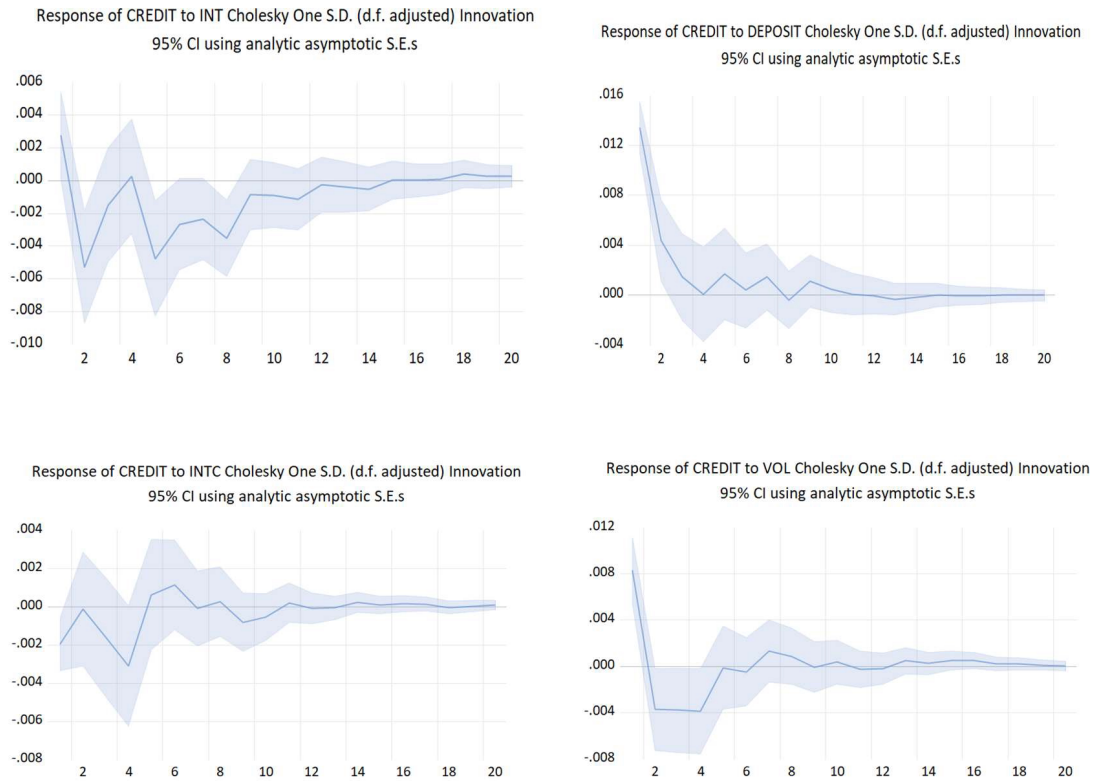 Response of CREDIT to INT Cholesky One S.D. (d.f. adjusted) Innovation
95% CI using analytic asymptotic S.E.s
.006
.004
.002
.000
-.002
-.004
-.006
-.008
-.010
2 4 6 8 10 12 14 16 18 20
Response of CREDIT to DEPOSIT Cholesky One S.D. (d.f. adjusted) Innovation
95% CI using analytic asymptotic S.E.s
.016
.012
.008
.004
.000
-.004
2 4 6 8 10 12 14 16 18 20
Response of CREDIT to INTC Cholesky One S.D. (d.f. adjusted) Innovation
95% CI using analytic asymptotic S.E.s
.004
.002
.000
-.002
-.004
-.006
-.008
2 4 6 8 10 12 14 16 18 20
Response of CREDIT to VOL Cholesky One S.D. (d.f. adjusted) Innovation
95% CI using analytic asymptotic S.E.s
.012
.008
.004
.000
-.004
-.008
2 4 6 8 10 12 14 16 18 20